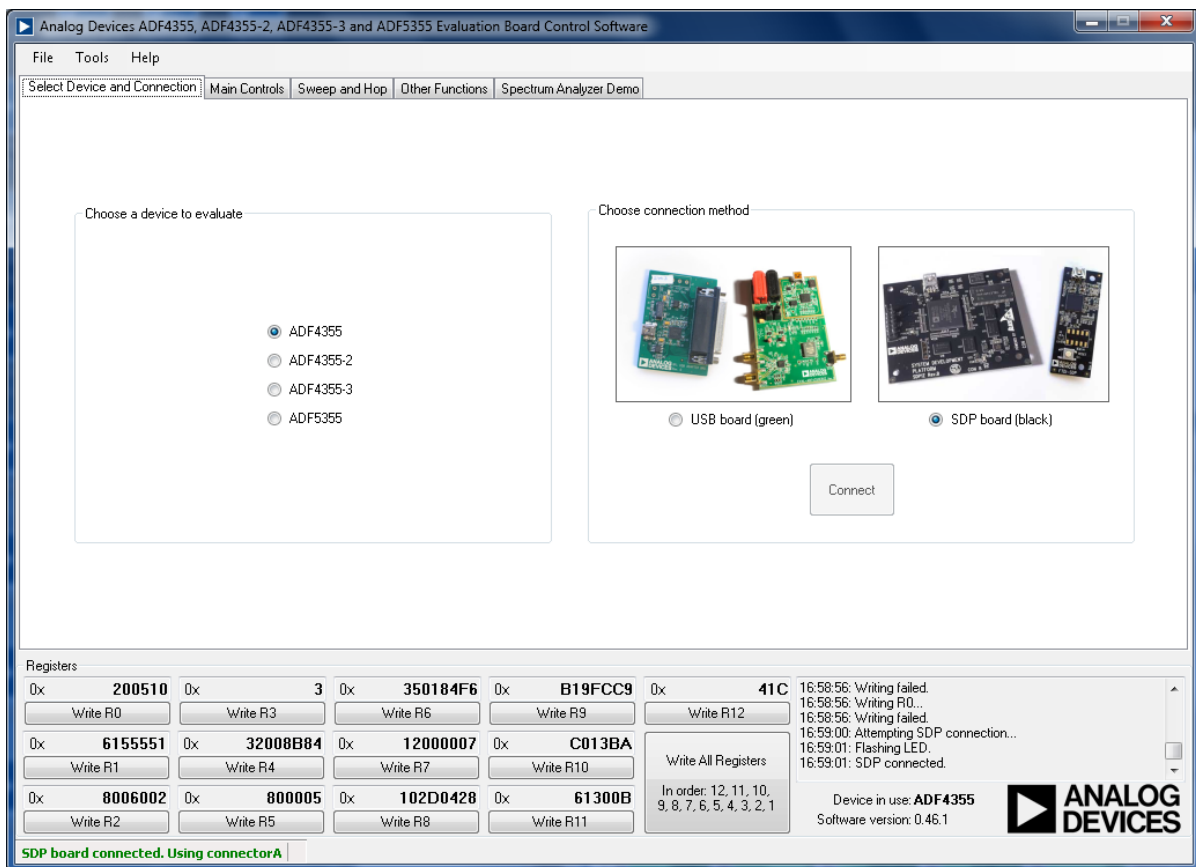 Analog Devices ADF4355, ADF4355-2, ADF4355-3 and ADF5355 Evaluation Board Control Software
File Tools Help
Select Device and Connection Main Controls Sweep and Hop Other Functions Spectrum Analyzer Demo
Choose a device to evaluate
ADF4355
ADF4355-2
ADF4355-3
ADF5355
Choose connection method
ANALOG DEVICES
SYSTEM DEVELOPMENT
PLATFORM
USB board (green) SDP board (black)
Connect
Registers
0x 200510 0x 3 0x 350184F6 0x B19FCC9 0x 41C
Write R0 Write R3 Write R6 Write R9 Write R12
0x 6155551 0x 32008B84 0x 12000007 0x C013BA
Write R1 Write R4 Write R7 Write R10
Write All Registers
In order: 12, 11, 10,
9, 8, 7, 6, 5, 4, 3, 2, 1
0x 8006002 0x 800005 0x 102D0428 0x 61300B
Write R2 Write R5 Write R8 Write R11
16:58:56: Writing failed.
16:58:56: Writing R0...
16:58:56: Writing failed.
16:59:00: Attempting SDP connection...
16:59:01: Flashing LED.
16:59:01: SDP connected.
Device in use: ADF4355
Software version: 0.46.1
ANALOG
DEVICES
SDP board connected. Using connectorA